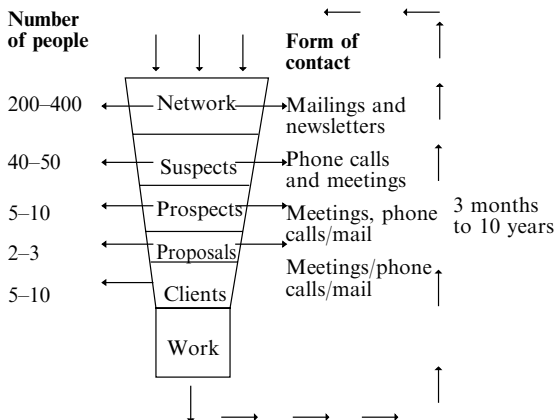 Number
of people
Form of
contact
200–400
Network
Mailings and
newsletters
40–50
Suspects
Phone calls
and meetings
5–10
Prospects
Meetings, phone
calls/mail
3 months
to 10 years
2–3
Proposals
Meetings/phone
calls/mail
5–10
Clients
Work